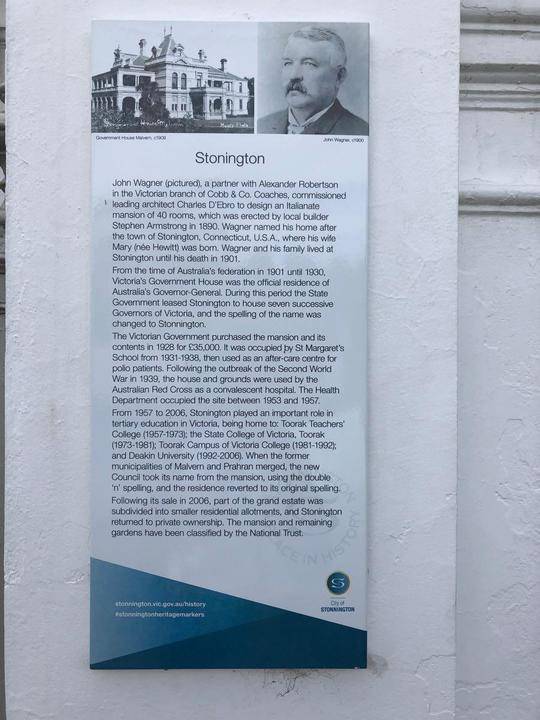 Government House Malvern, c1909
John Wagner, c1900
Stonington
John Wagner (pictured), a partner with Alexander Robertson
in the Victorian branch of Cobb & Co. Coaches, commissioned
leading architect Charles D'Ebro to design an Italianate
mansion of 40 rooms, which was erected by local builder
Stephen Armstrong in 1890. Wagner named his home after
the town of Stonington, Connecticut, U.S.A., where his wife
Mary (née Hewitt) was born. Wagner and his family lived at
Stonington until his death in 1901.
From the time of Australia's federation in 1901 until 1930,
Victoria's Government House was the official residence of
Australia's Governor-General. During this period the State
Government leased Stonington to house seven successive
Governors of Victoria, and the spelling of the name was
changed to Stonnington.
The Victorian Government purchased the mansion and its
contents in 1928 for £35,000. It was occupied by St Margaret's
School from 1931-1938, then used as an after-care centre for
polio patients. Following the outbreak of the Second World
War in 1939, the house and grounds were used by the
Australian Red Cross as a convalescent hospital. The Health
Department occupied the site between 1953 and 1957.
From 1957 to 2006, Stonington played an important role in
tertiary education in Victoria, being home to: Toorak Teachers'
College (1957-1973); the State College of Victoria, Toorak
(1973-1981); Toorak Campus of Victoria College (1981-1992);
and Deakin University (1992-2006). When the former
municipalities of Malvern and Prahran merged, the new
Council took its name from the mansion, using the double
'n' spelling, and the residence reverted to its original spelling.
Following its sale in 2006, part of the grand estate was
subdivided into smaller residential allotments, and Stonington
returned to private ownership. The mansion and remaining
gardens have been classified by the National Trust.
PLACE IN HISTORY
stonnington.vic.gov.au/history
#stonningtonheritagemarkers
S
City of
STONNINGTON